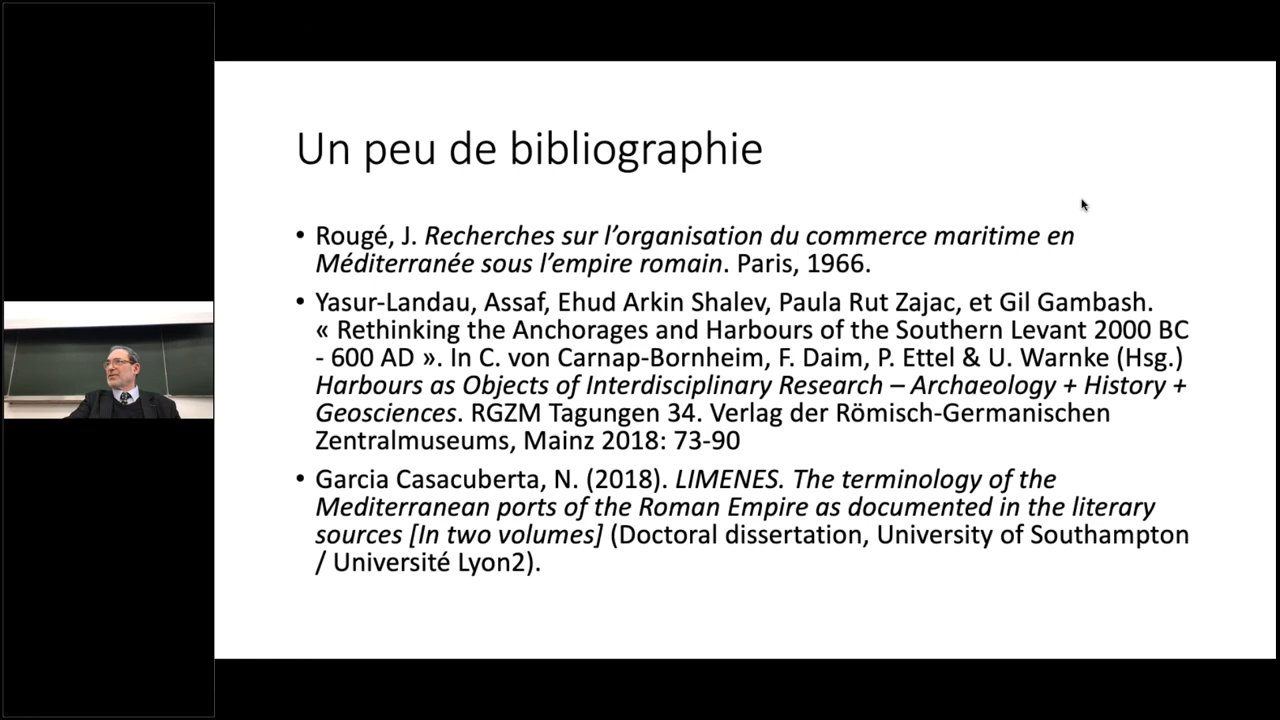 Un peu de bibliographie
• Rougé, J. Recherches sur l’organisation du commerce maritime en
Méditerranée sous l’empire romain. Paris, 1966.
• Yasur-Landau, Assaf, Ehud Arkin Shalev, Paula Rut Zajac, et Gil Gambash.
« Rethinking the Anchorages and Harbours of the Southern Levant 2000 BC
- 600 AD ». In C. von Carnap-Bornheim, F. Daim, P. Ettel & U. Warnke (Hsg.)
Harbours as Objects of Interdisciplinary Research – Archaeology + History +
Geosciences. RGZM Tagungen 34. Verlag der Römisch-Germanischen
Zentralmuseums, Mainz 2018: 73-90
• Garcia Casacuberta, N. (2018). LIMENES. The terminology of the
Mediterranean ports of the Roman Empire as documented in the literary
sources [In two volumes] (Doctoral dissertation, University of Southampton
/ Université Lyon2).